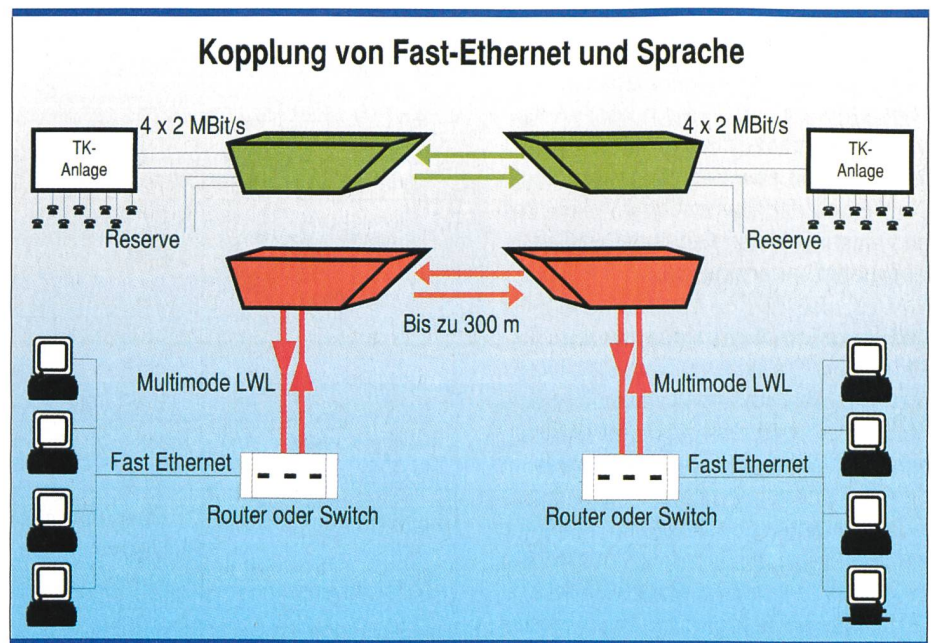 Kopplung von Fast-Ethernet und Sprache
4 x 2 MBit/s
4 x 2 MBit/s
TK-
Anlage
TK-
Anlage
Reserve
Reserve
Bis zu 300 m
Multimode LWL
Multimode LWL
Fast Ethernet
Fast Ethernet
Router oder Switch
Router oder Switch